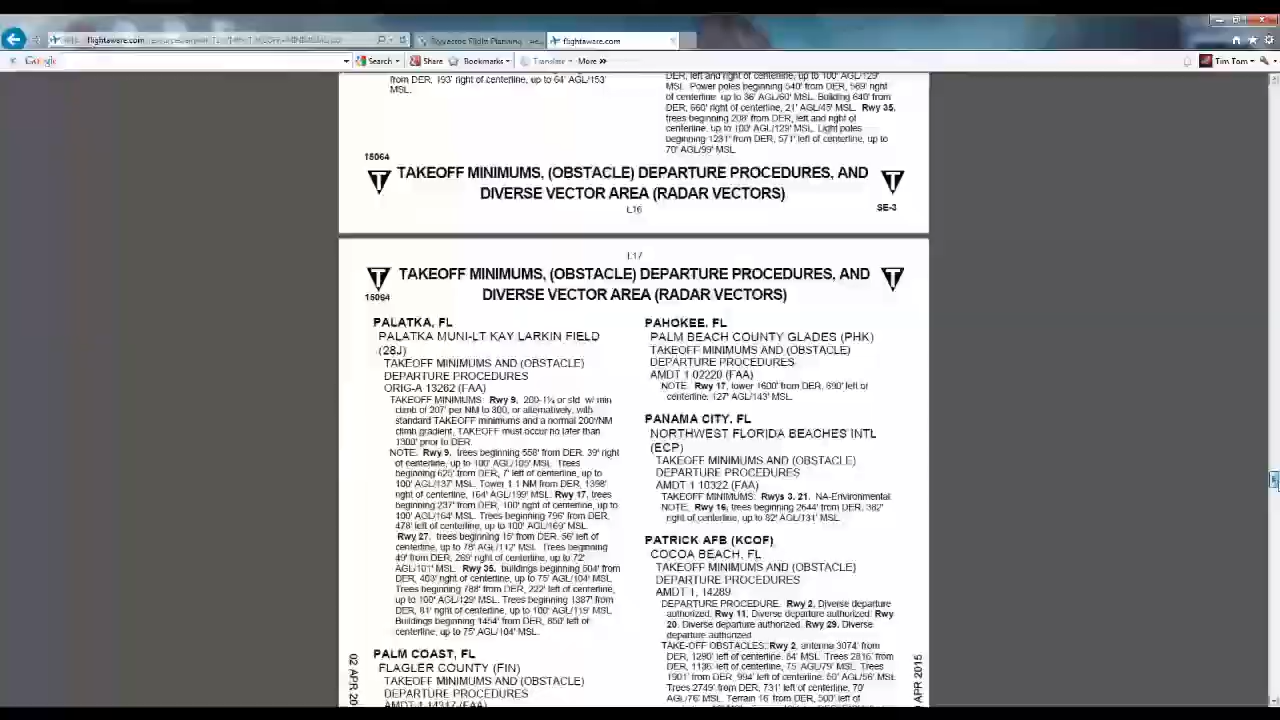 flightaware.com
flightaware.com
Google
Search
Share
Bookmarks
Translate
More »
Tim Tom
from DER, 193' right of centerline, up to 64' AGL/153'
MSL.
DER, left and right of centerline, up to 100' AGL/129'
MSL. Power poles beginning 540' from DER, 569' right
of centerline, up to 36' AGL/60' MSL. Building 640' from
DER, 660' right of centerline, 21' AGL/45' MSL. Rwy 35,
trees beginning 208' from DER, left and right of
centerline, up to 100' AGL/129' MSL. Light poles
beginning 1231' from DER, 571' left of centerline, up to
70' AGL/99' MSL.
15064
TAKEOFF MINIMUMS, (OBSTACLE) DEPARTURE PROCEDURES, AND
DIVERSE VECTOR AREA (RADAR VECTORS)
T
T
L16
SE-3
L17
TAKEOFF MINIMUMS, (OBSTACLE) DEPARTURE PROCEDURES, AND
DIVERSE VECTOR AREA (RADAR VECTORS)
T
T
15064
PALATKA, FL
PALATKA MUNI-LT KAY LARKIN FIELD
(28J)
TAKEOFF MINIMUMS AND (OBSTACLE)
DEPARTURE PROCEDURES
ORIG-A 13262 (FAA)
TAKEOFF MINIMUMS: Rwy 9, 200-1¼ or std. w/ min.
climb of 207' per NM to 300, or alternatively, with
standard TAKEOFF minimums and a normal 200'/NM
climb gradient, TAKEOFF must occur no later than
1300' prior to DER.
NOTE: Rwy 9, trees beginning 558' from DER, 39' right
of centerline, up to 100' AGL/105' MSL. Trees
beginning 625' from DER, 7' left of centerline, up to
100' AGL/137' MSL. Tower 1.1 NM from DER, 1398'
right of centerline, 164' AGL/199' MSL. Rwy 17, trees
beginning 237' from DER, 100' right of centerline, up to
100' AGL/164' MSL. Trees beginning 796' from DER,
478' left of centerline, up to 100' AGL/169' MSL.
Rwy 27, trees beginning 15' from DER, 56' left of
centerline, up to 78' AGL/112' MSL. Trees beginning
49' from DER, 269' right of centerline, up to 72'
AGL/101' MSL. Rwy 35, buildings beginning 604' from
DER, 403' right of centerline, up to 75' AGL/104' MSL.
Trees beginning 788' from DER, 222' left of centerline,
up to 100' AGL/129' MSL. Trees beginning 1387' from
DER, 81' right of centerline, up to 100' AGL/119' MSL.
Buildings beginning 1454' from DER, 850' left of
centerline, up to 75' AGL/104' MSL.
PALM COAST, FL
FLAGLER COUNTY (FIN)
TAKEOFF MINIMUMS AND (OBSTACLE)
DEPARTURE PROCEDURES
AMDT 1 14317 (FAA)
PAHOKEE, FL
PALM BEACH COUNTY GLADES (PHK)
TAKEOFF MINIMUMS AND (OBSTACLE)
DEPARTURE PROCEDURES
AMDT 1 02220 (FAA)
NOTE: Rwy 17, tower 1600' from DER, 690' left of
centerline, 127' AGL/143' MSL.
PANAMA CITY, FL
NORTHWEST FLORIDA BEACHES INTL
(ECP)
TAKEOFF MINIMUMS AND (OBSTACLE)
DEPARTURE PROCEDURES
AMDT 1 10322 (FAA)
TAKEOFF MINIMUMS: Rwys 3, 21, NA-Environmental.
NOTE: Rwy 16, trees beginning 2644' from DER, 382'
right of centerline, up to 82' AGL/131' MSL.
PATRICK AFB (KCOF)
COCOA BEACH, FL
TAKEOFF MINIMUMS AND (OBSTACLE)
DEPARTURE PROCEDURES
AMDT 1, 14289
DEPARTURE PROCEDURE: Rwy 2, Diverse departure
authorized. Rwy 11, Diverse departure authorized. Rwy
20, Diverse departure authorized. Rwy 29, Diverse
departure authorized.
TAKE-OFF OBSTACLES: Rwy 2, antenna 3074' from
DER, 1290' left of centerline, 84' MSL. Trees 2816' from
DER, 1136' left of centerline, 75' AGL/79' MSL. Trees
1901' from DER, 994' left of centerline, 50' AGL/56' MSL.
Trees 2749' from DER, 731' left of centerline, 70'
AGL/76' MSL. Terrain 16' from DER, 500' left of
02 APR 20
APR 2015